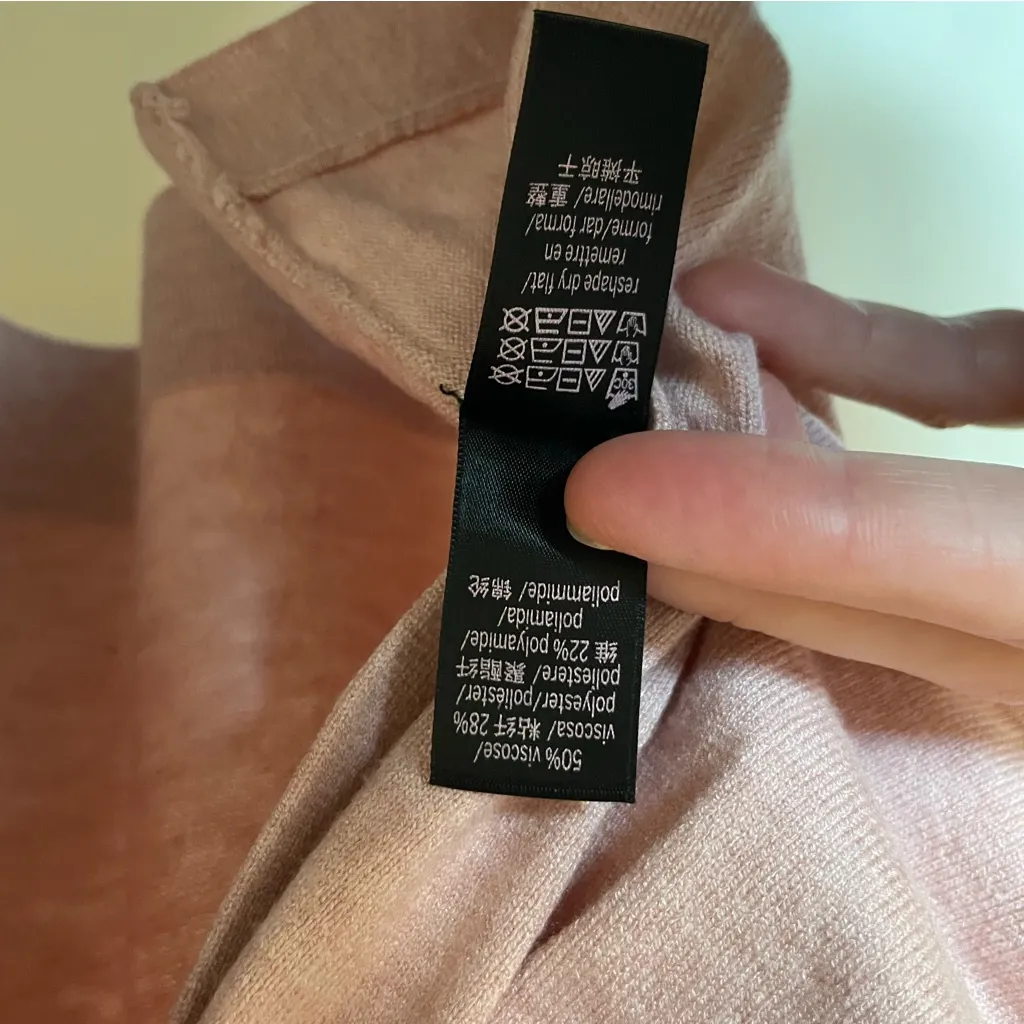 50% viscose/
viscosa/ 粘纤 28%
polyester/poliéster/
poliestere/ 聚酯纤
维 22% polyamide/
poliamida/
poliammide/ 锦纶
30C
reshape dry flat/
remettre en
forme/dar forma/
rimodellare/ 重整
平摊晾干